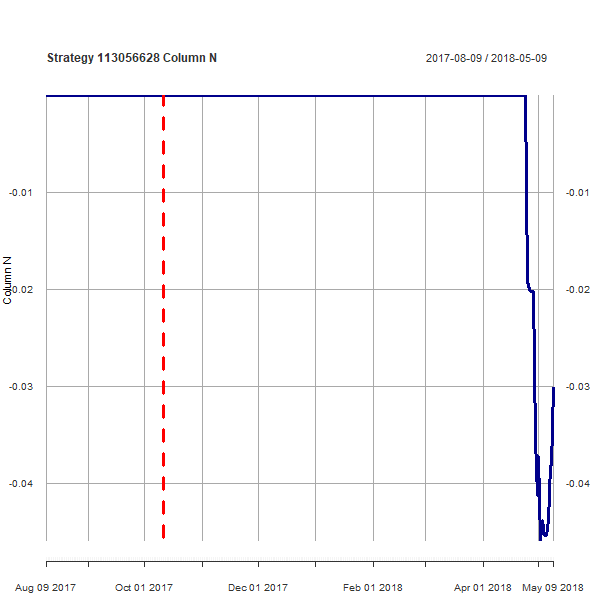 Strategy 113056628 Column N
2017-08-09 / 2018-05-09
-0.01
-0.01
Column N
-0.02
-0.02
-0.03
-0.03
-0.04
-0.04
Aug 09 2017
Oct 01 2017
Dec 01 2017
Feb 01 2018
Apr 01 2018
May 09 2018